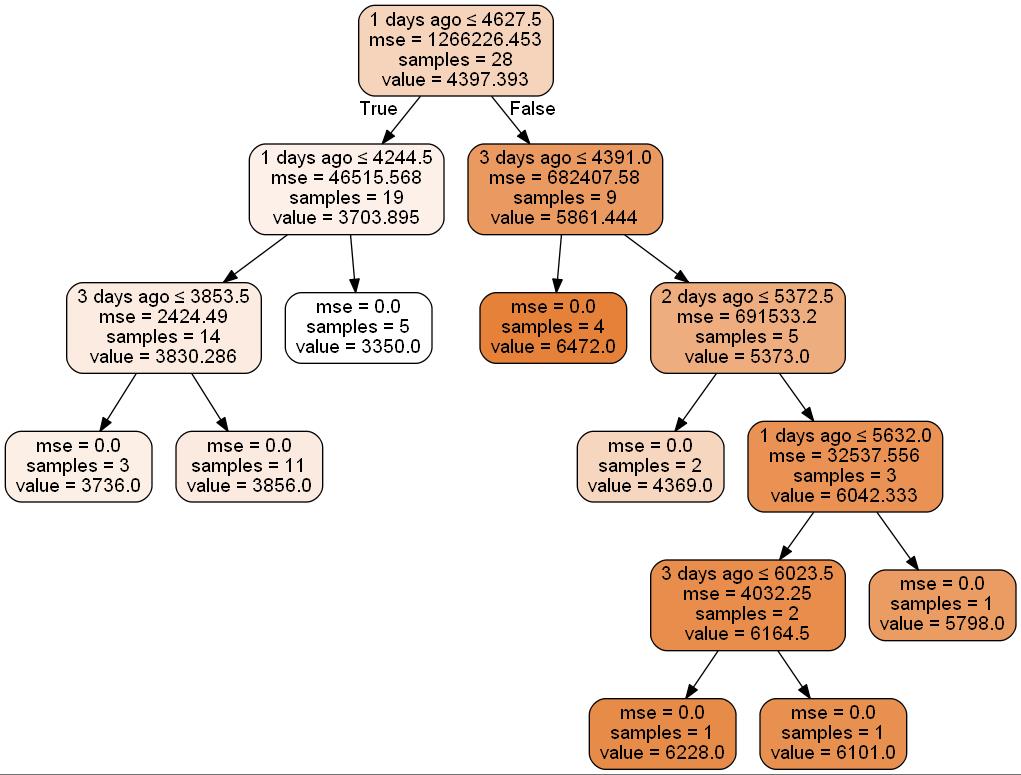 1 days ago ≤ 4627.5
mse = 1266226.453
samples = 28
value = 4397.393
True
False
1 days ago ≤ 4244.5
mse = 46515.568
samples = 19
value = 3703.895
3 days ago ≤ 4391.0
mse = 682407.58
samples = 9
value = 5861.444
3 days ago ≤ 3853.5
mse = 2424.49
samples = 14
value = 3830.286
mse = 0.0
samples = 5
value = 3350.0
mse = 0.0
samples = 4
value = 6472.0
2 days ago ≤ 5372.5
mse = 691533.2
samples = 5
value = 5373.0
mse = 0.0
samples = 3
value = 3736.0
mse = 0.0
samples = 11
value = 3856.0
mse = 0.0
samples = 2
value = 4369.0
1 days ago ≤ 5632.0
mse = 32537.556
samples = 3
value = 6042.333
3 days ago ≤ 6023.5
mse = 4032.25
samples = 2
value = 6164.5
mse = 0.0
samples = 1
value = 5798.0
mse = 0.0
samples = 1
value = 6228.0
mse = 0.0
samples = 1
value = 6101.0